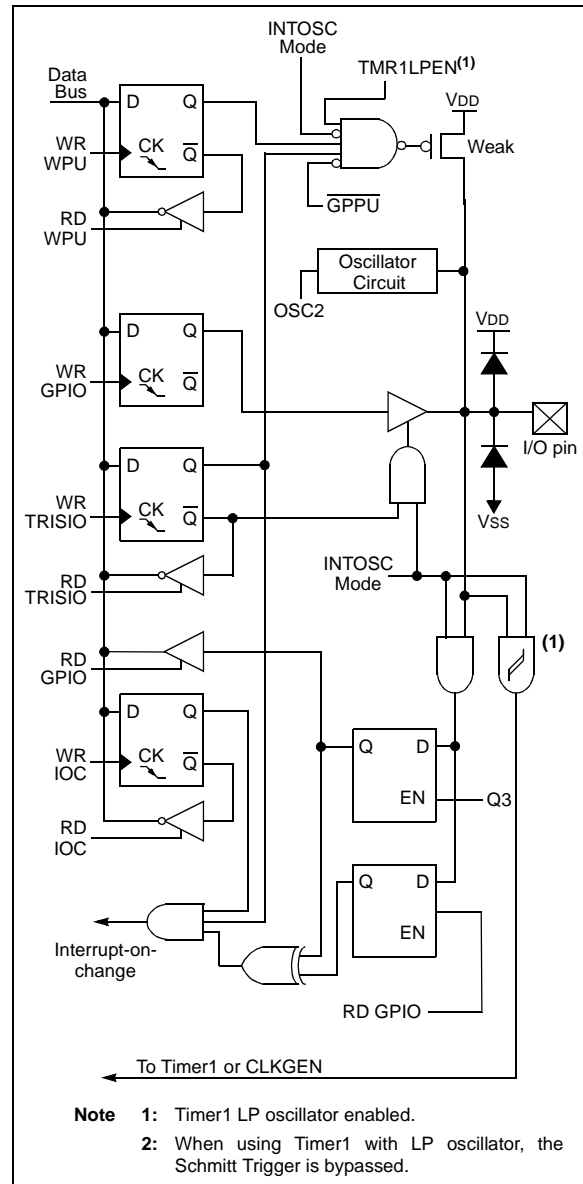 INTOSC
Mode
TMR1LPEN(1)
Data
Bus
VDD
D Q
WR
WPU
CK Q
Weak
RD
WPU
GPPU
Oscillator
Circuit
OSC2
D Q
VDD
WR
GPIO
CK Q
I/O pin
D Q
WR
TRISIO
CK Q
VSS
RD
TRISIO
INTOSC
Mode
(1)
RD
GPIO
D Q
WR
IOC
CK Q
Q D
EN
Q3
RD
IOC
Q D
EN
Interrupt-on-
change
RD GPIO
To Timer1 or CLKGEN
Note 1: Timer1 LP oscillator enabled.
2: When using Timer1 with LP oscillator, the
Schmitt Trigger is bypassed.